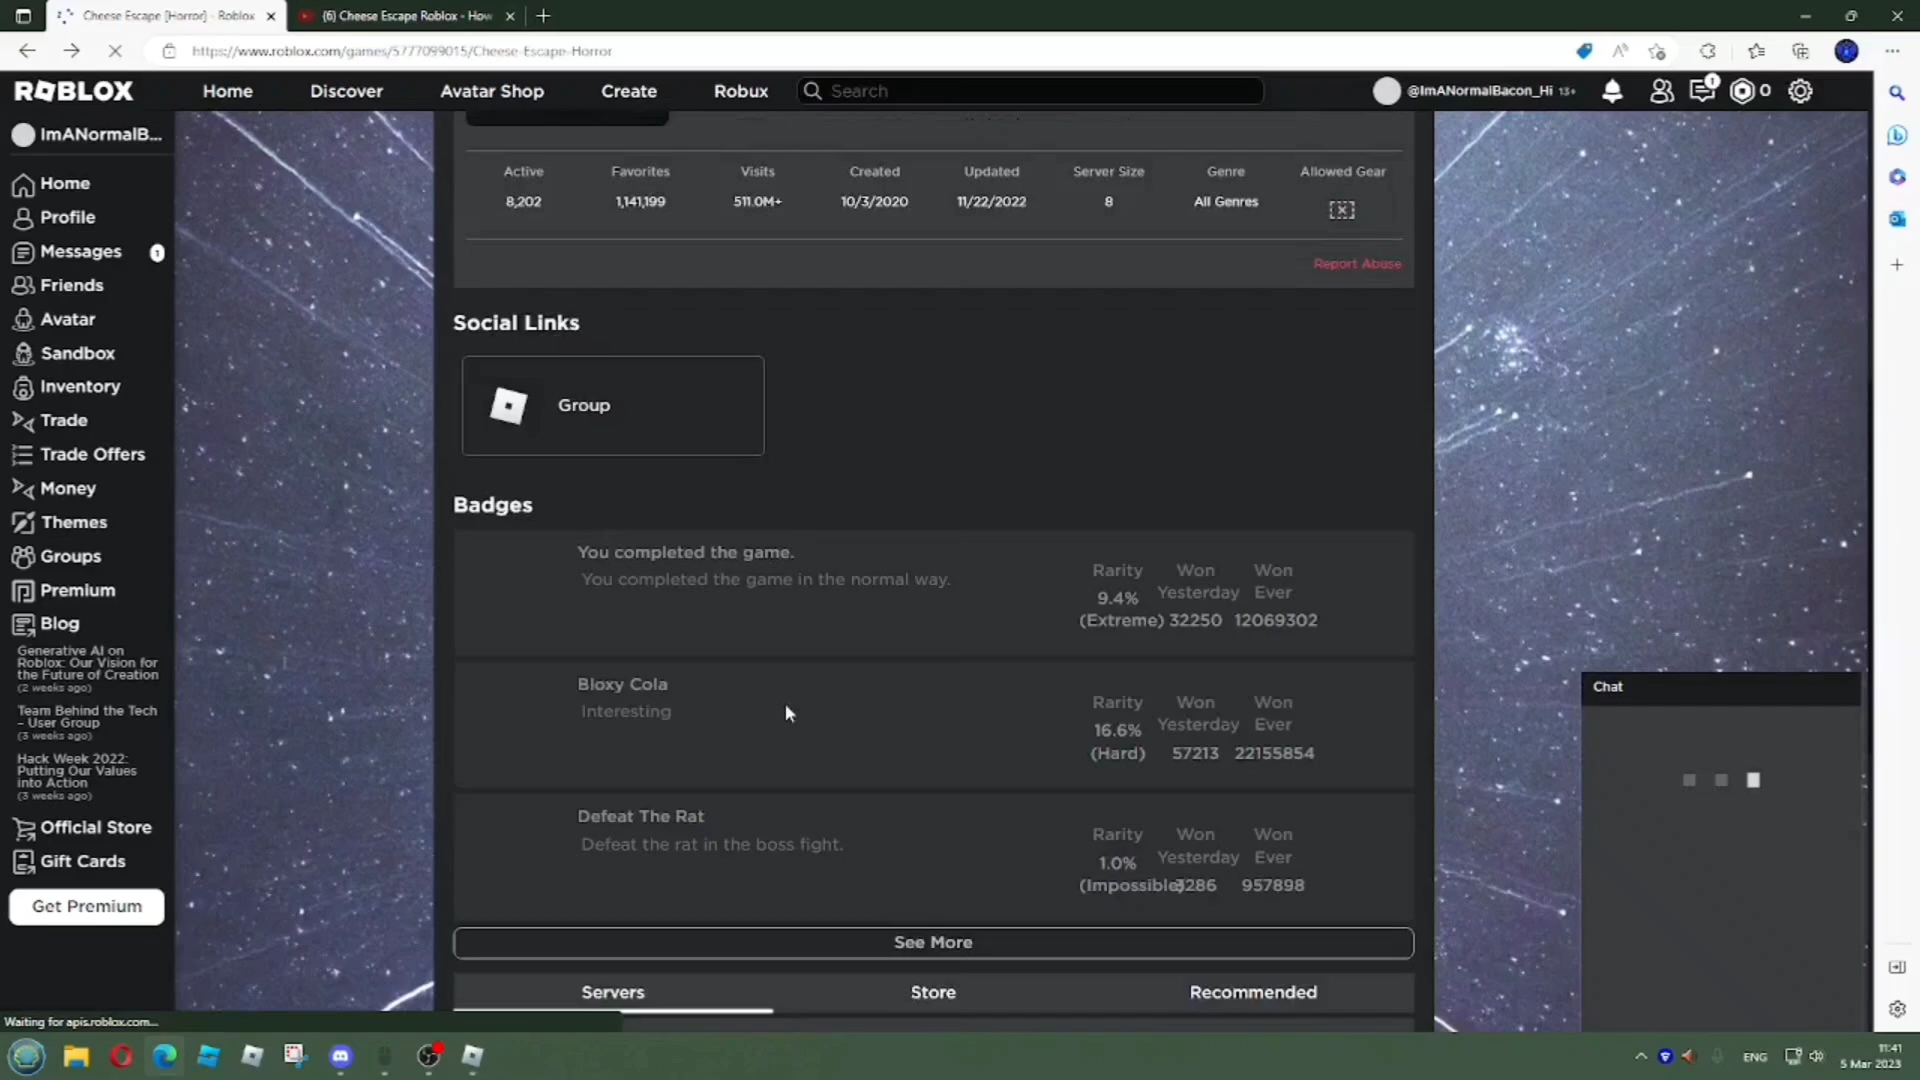 Cheese Escape [Horror] - Roblox
(6) Cheese Escape Roblox - How
https://www.roblox.com/games/5777099015/Cheese-Escape-Horror
ROBLOX
Home
Discover
Avatar Shop
Create
Robux
Search
@ImANormalBacon_Hi 13+
1
0
ImANormalB...
Home
Profile
Messages 1
Friends
Avatar
Sandbox
Inventory
Trade
Trade Offers
Money
Themes
Groups
Premium
Blog
Generative AI on
Roblox: Our Vision for
the Future of Creation
(2 weeks ago)
Team Behind the Tech
- User Group
(3 weeks ago)
Hack Week 2022:
Putting Our Values
into Action
(3 weeks ago)
Official Store
Gift Cards
Get Premium
Active Favorites Visits Created Updated Server Size Genre Allowed Gear
8,202 1,141,199 511.0M+ 10/3/2020 11/22/2022 8 All Genres
Report Abuse
Social Links
Group
Badges
You completed the game.
You completed the game in the normal way.
Rarity Won Won
Yesterday Ever
9.4%
(Extreme) 32250 12069302
Bloxy Cola
Interesting
Rarity Won Won
Yesterday Ever
16.6%
(Hard) 57213 22155854
Defeat The Rat
Defeat the rat in the boss fight.
Rarity Won Won
Yesterday Ever
1.0%
(Impossible) 3286 957898
See More
Servers
Store
Recommended
Chat
Waiting for apis.roblox.com...
ENG
11:41
5 Mar 2023